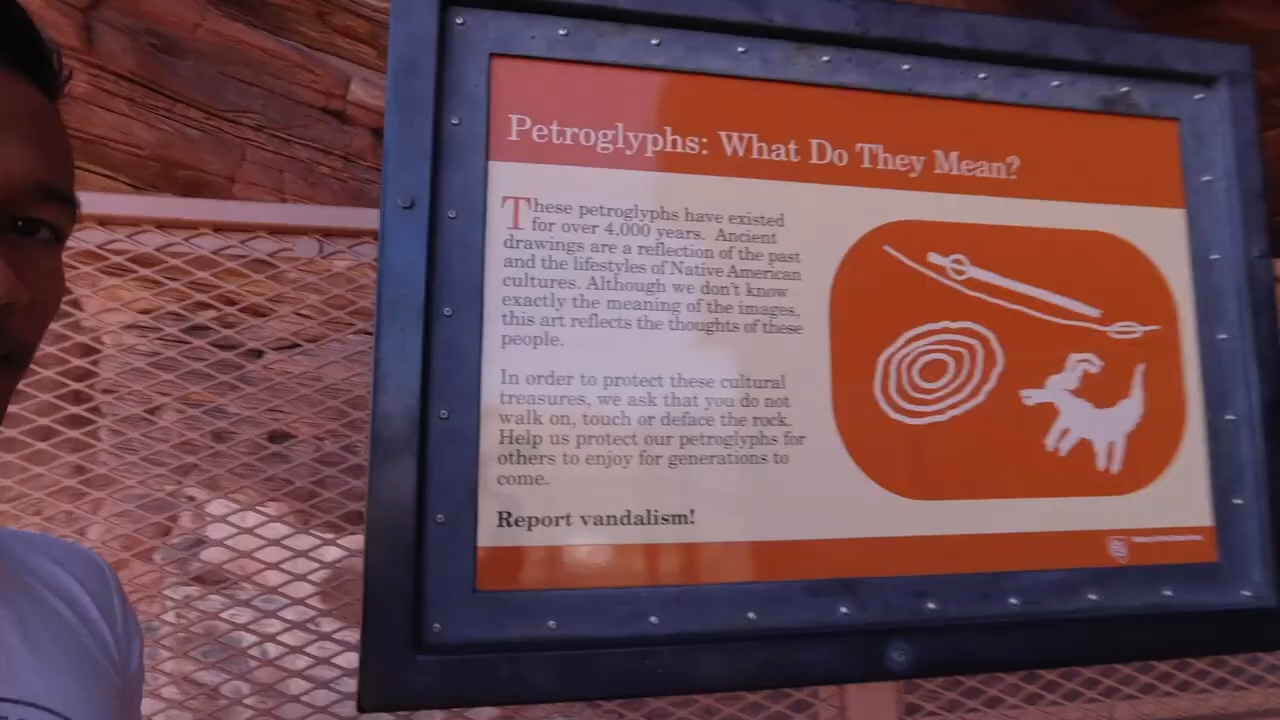 Petroglyphs: What Do They Mean?
These petroglyphs have existed
for over 4,000 years. Ancient
drawings are a reflection of the past
and the lifestyles of Native American
cultures. Although we don't know
exactly the meaning of the images,
this art reflects the thoughts of these
people.
In order to protect these cultural
treasures, we ask that you do not
walk on, touch or deface the rock.
Help us protect our petroglyphs for
others to enjoy for generations to
come.
Report vandalism!